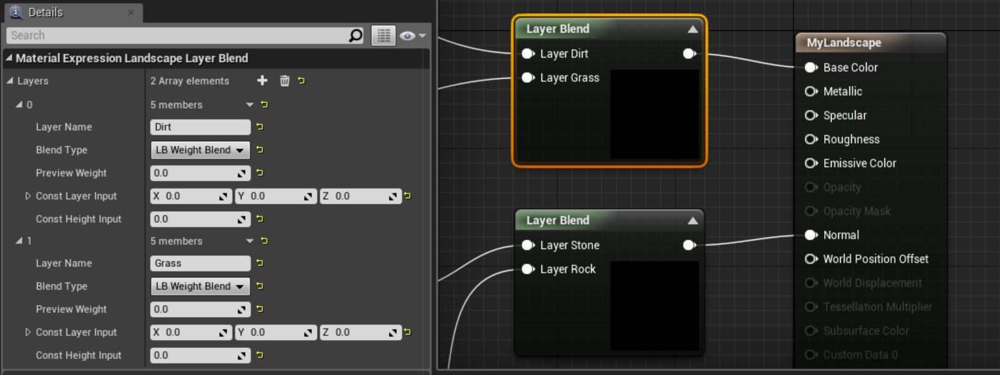 Details
Search
Material Expression Landscape Layer Blend
Layers 2 Array elements
0 5 members
Layer Name Dirt
Blend Type LB Weight Blend
Preview Weight 0.0
Const Layer Input X 0.0 Y 0.0 Z 0.0
Const Height Input 0.0
1 5 members
Layer Name Grass
Blend Type LB Weight Blend
Preview Weight 0.0
Const Layer Input X 0.0 Y 0.0 Z 0.0
Const Height Input 0.0
Layer Blend
Layer Dirt
Layer Grass
Layer Blend
Layer Stone
Layer Rock
MyLandscape
Base Color
Metallic
Specular
Roughness
Emissive Color
Opacity
Opacity Mask
Normal
World Position Offset
World Displacement
Tessellation Multiplier
Subsurface Color
Custom Data 0